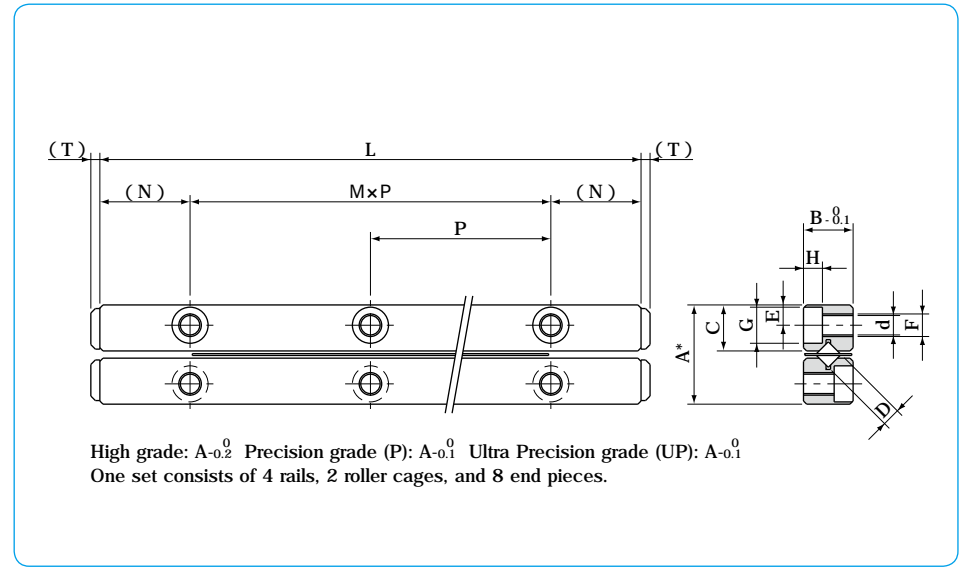 ( T ) L ( T )
( N ) M×P ( N )
P
B - 0 0.1
H
A* C G E d F
D
High grade: A-0.2 0 Precision grade (P): A-0.1 0 Ultra Precision grade (UP): A-0.1 0
One set consists of 4 rails, 2 roller cages, and 8 end pieces.